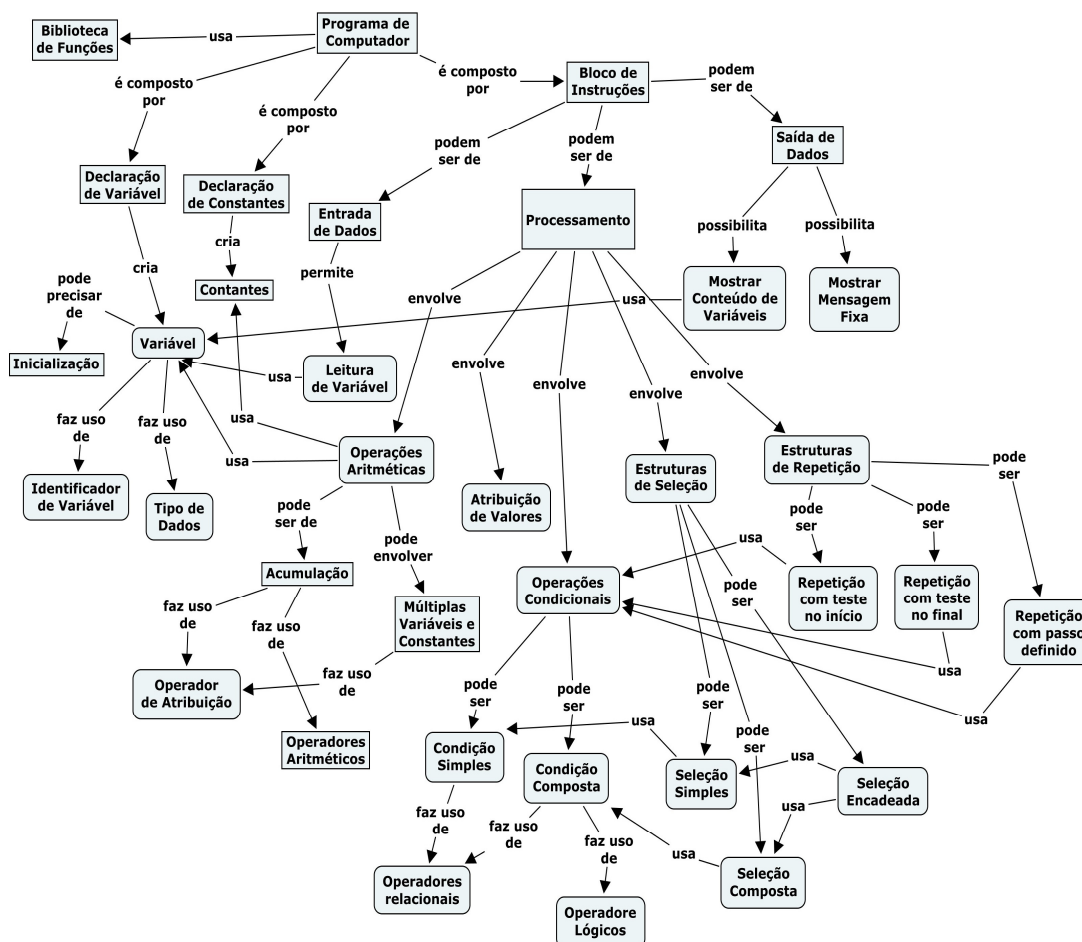 Programa de
Computador
Biblioteca
de Funções
usa
é composto
por
é composto
por
é composto
por
Bloco de
Instruções
podem
ser de
podem
ser de
podem
ser de
Saída de
Dados
Declaração
de Variável
Declaração
de Constantes
Entrada
de Dados
Processamento
possibilita
possibilita
cria
cria
permite
pode
precisar
de
Contantes
envolve
usa
Mostrar
Conteúdo de
Variáveis
Mostrar
Mensagem
Fixa
Variável
Inicialização
usa
Leitura
de Variável
envolve
envolve
envolve
envolve
faz uso
de
faz uso
de
usa
usa
Operações
Aritméticas
Estruturas
de Seleção
Estruturas
de Repetição
pode
ser
Identificador
de Variável
Tipo de
Dados
Atribuição
de Valores
pode
ser de
pode
envolver
pode
ser
pode
ser
usa
Acumulação
Operações
Condicionais
pode
ser
Repetição
com teste
no início
Repetição
com teste
no final
Repetição
com passo
definido
faz uso
de
faz uso
de
Múltiplas
Variáveis e
Constantes
faz uso
de
Operador
de Atribuição
usa
usa
pode
ser
pode
ser
pode
ser
pode
ser
usa
Operadores
Aritméticos
Condição
Simples
Condição
Composta
Seleção
Simples
usa
Seleção
Encadeada
usa
faz uso
de
faz uso
de
faz uso
de
usa
Operadores
relacionais
Operadore
Lógicos
Seleção
Composta